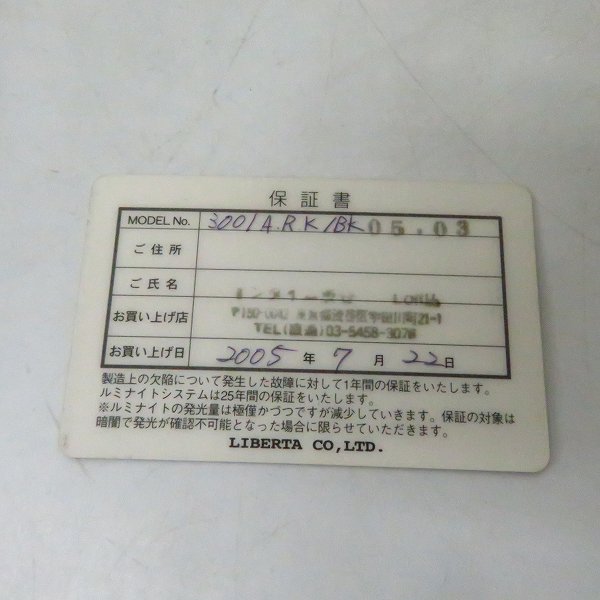 保証書
MODEL No. 3001A.RK/BK 05.03
ご住所
ご氏名
お買い上げ店
TEL(直通)03-5458-3078
お買い上げ日 2005 年 7 月 22 日
製造上の欠陥について発生した故障に対して1年間の保証をいたします。
ルミナイトシステムは25年間の保証をいたします。
※ルミナイトの発光量は極僅かづつですが減少していきます。保証の対象は
暗闇で発光が確認不可能となった場合に限らせていただきます。
LIBERTA CO,LTD.